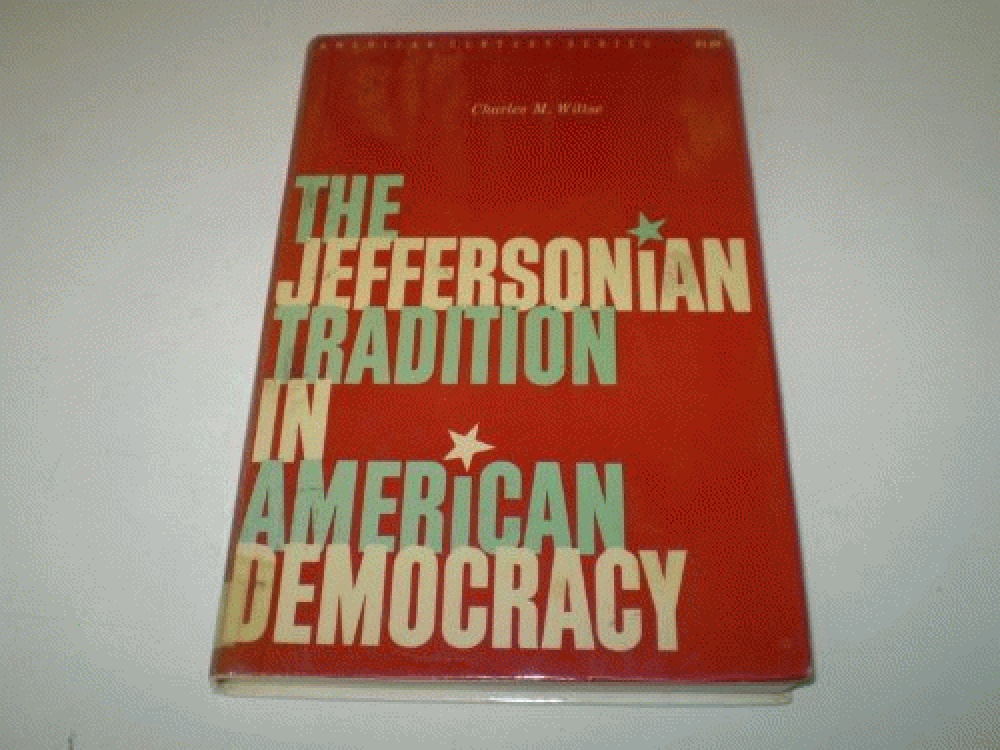 AMERICAN CENTURY SERIES
Charles M. Wiltse
THE
JEFFERSONiAN
TRADITION
IN
AMERiCAN
DEMOCRACY